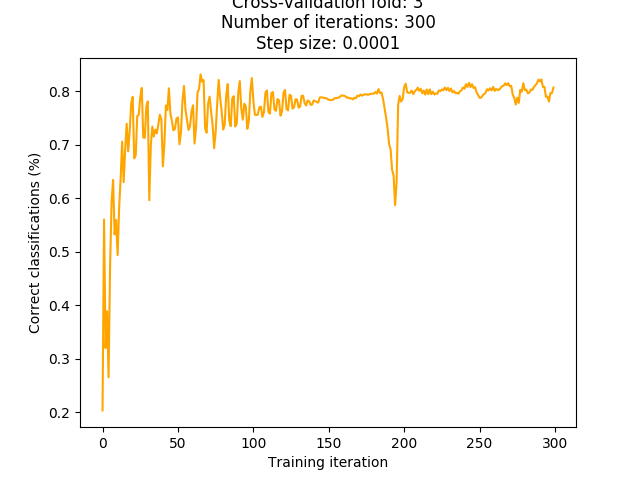 Cross-validation fold: 3
Number of iterations: 300
Step size: 0.0001
0.8
0.7
0.6
0.5
0.4
0.3
0.2
Correct classifications (%)
0 50 100 150 200 250 300
Training iteration